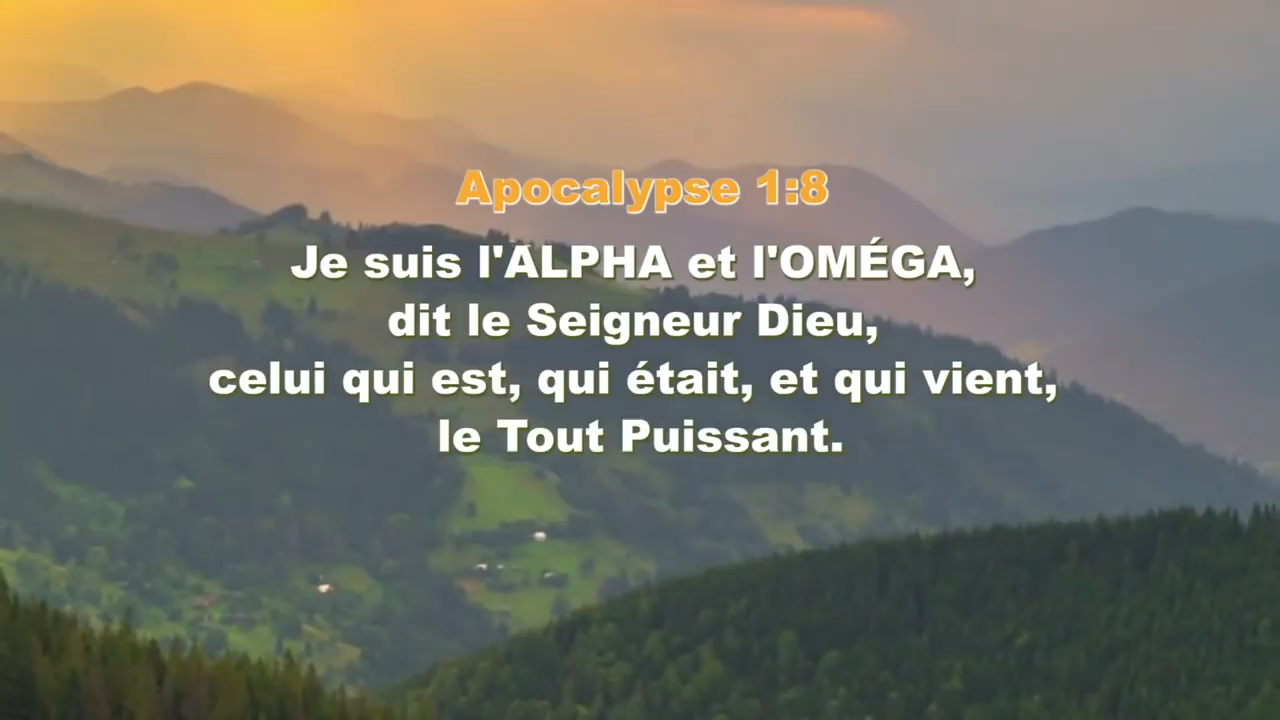 Apocalypse 1:8
Je suis l'ALPHA et l'OMÉGA,
dit le Seigneur Dieu,
celui qui est, qui était, et qui vient,
le Tout Puissant.